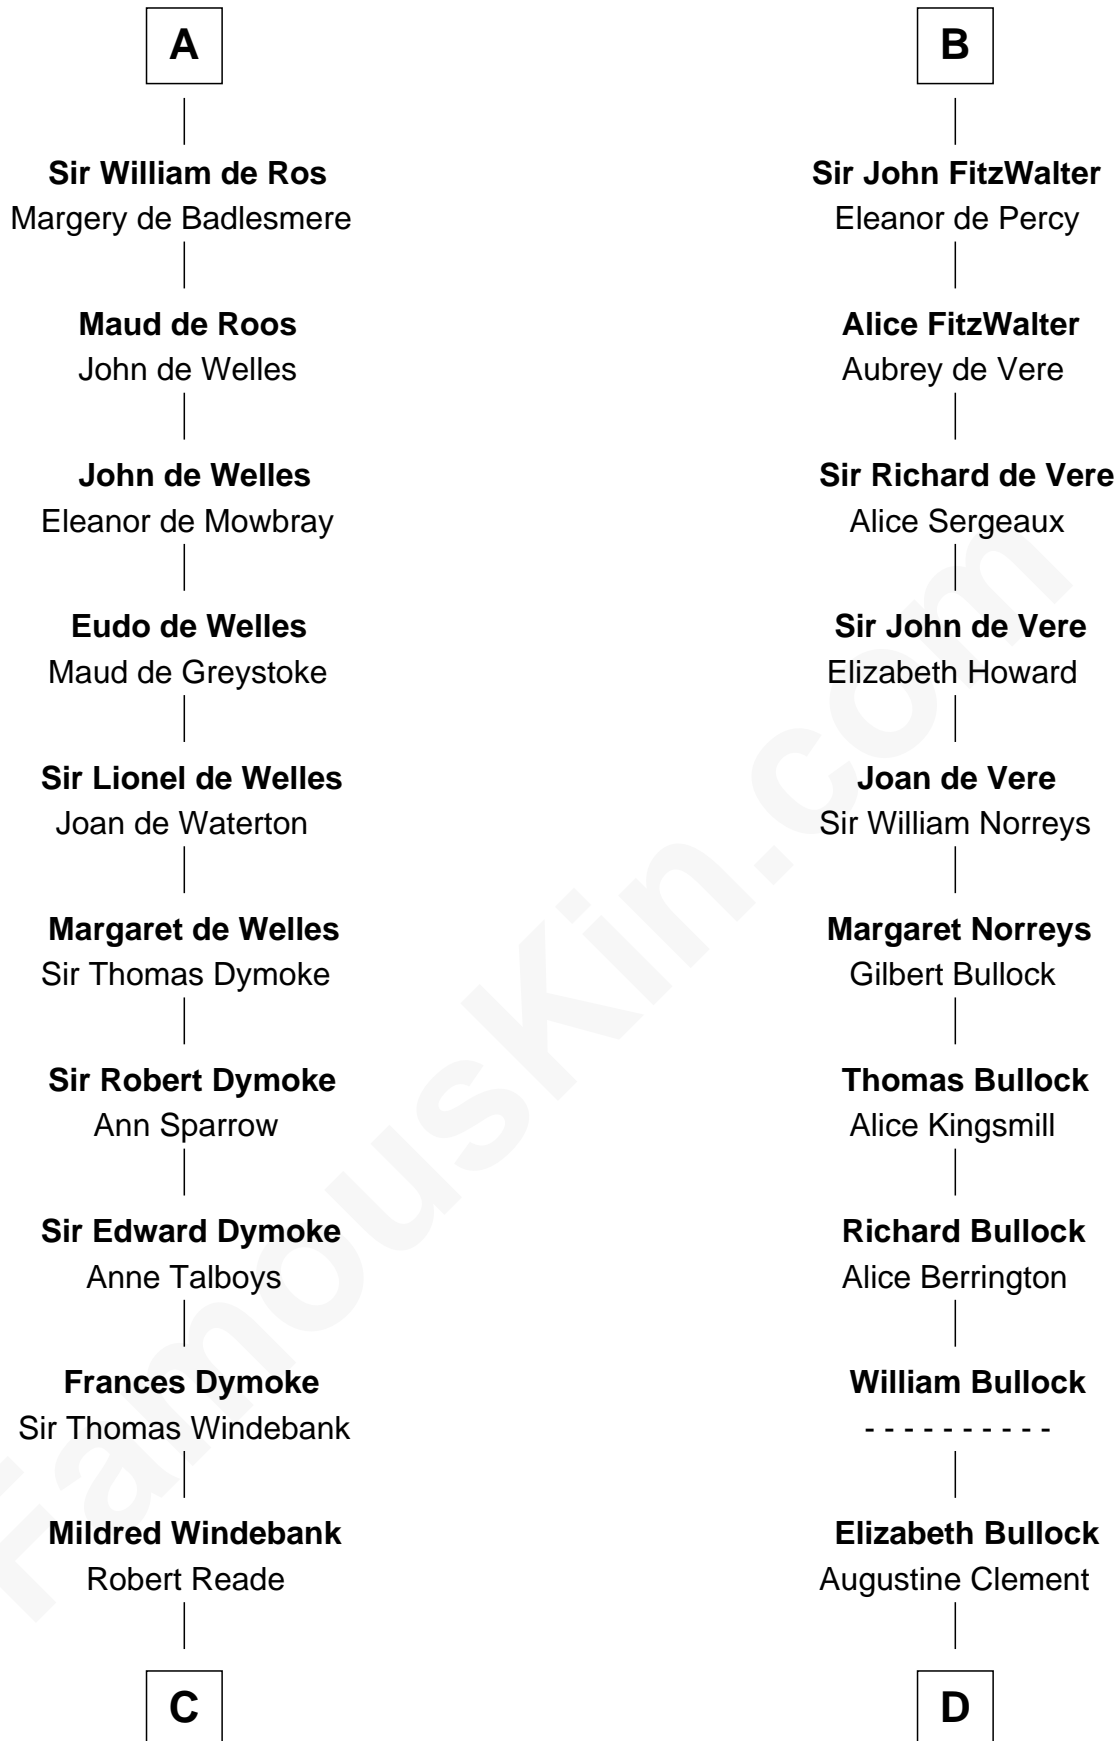 A
Sir William de Ros
Margery de Badlesmere
Maud de Roos
John de Welles
John de Welles
Eleanor de Mowbray
Eudo de Welles
Maud de Greystoke
Sir Lionel de Welles
Joan de Waterton
Margaret de Welles
Sir Thomas Dymoke
Sir Robert Dymoke
Ann Sparrow
Sir Edward Dymoke
Anne Talboys
Frances Dymoke
Sir Thomas Windebank
Mildred Windebank
Robert Reade
C
B
Sir John FitzWalter
Eleanor de Percy
Alice FitzWalter
Aubrey de Vere
Sir Richard de Vere
Alice Sergeaux
Sir John de Vere
Elizabeth Howard
Joan de Vere
Sir William Norreys
Margaret Norreys
Gilbert Bullock
Thomas Bullock
Alice Kingsmill
Richard Bullock
Alice Berrington
William Bullock
- - - - - - - - - -
Elizabeth Bullock
Augustine Clement
D
FamousKin.com